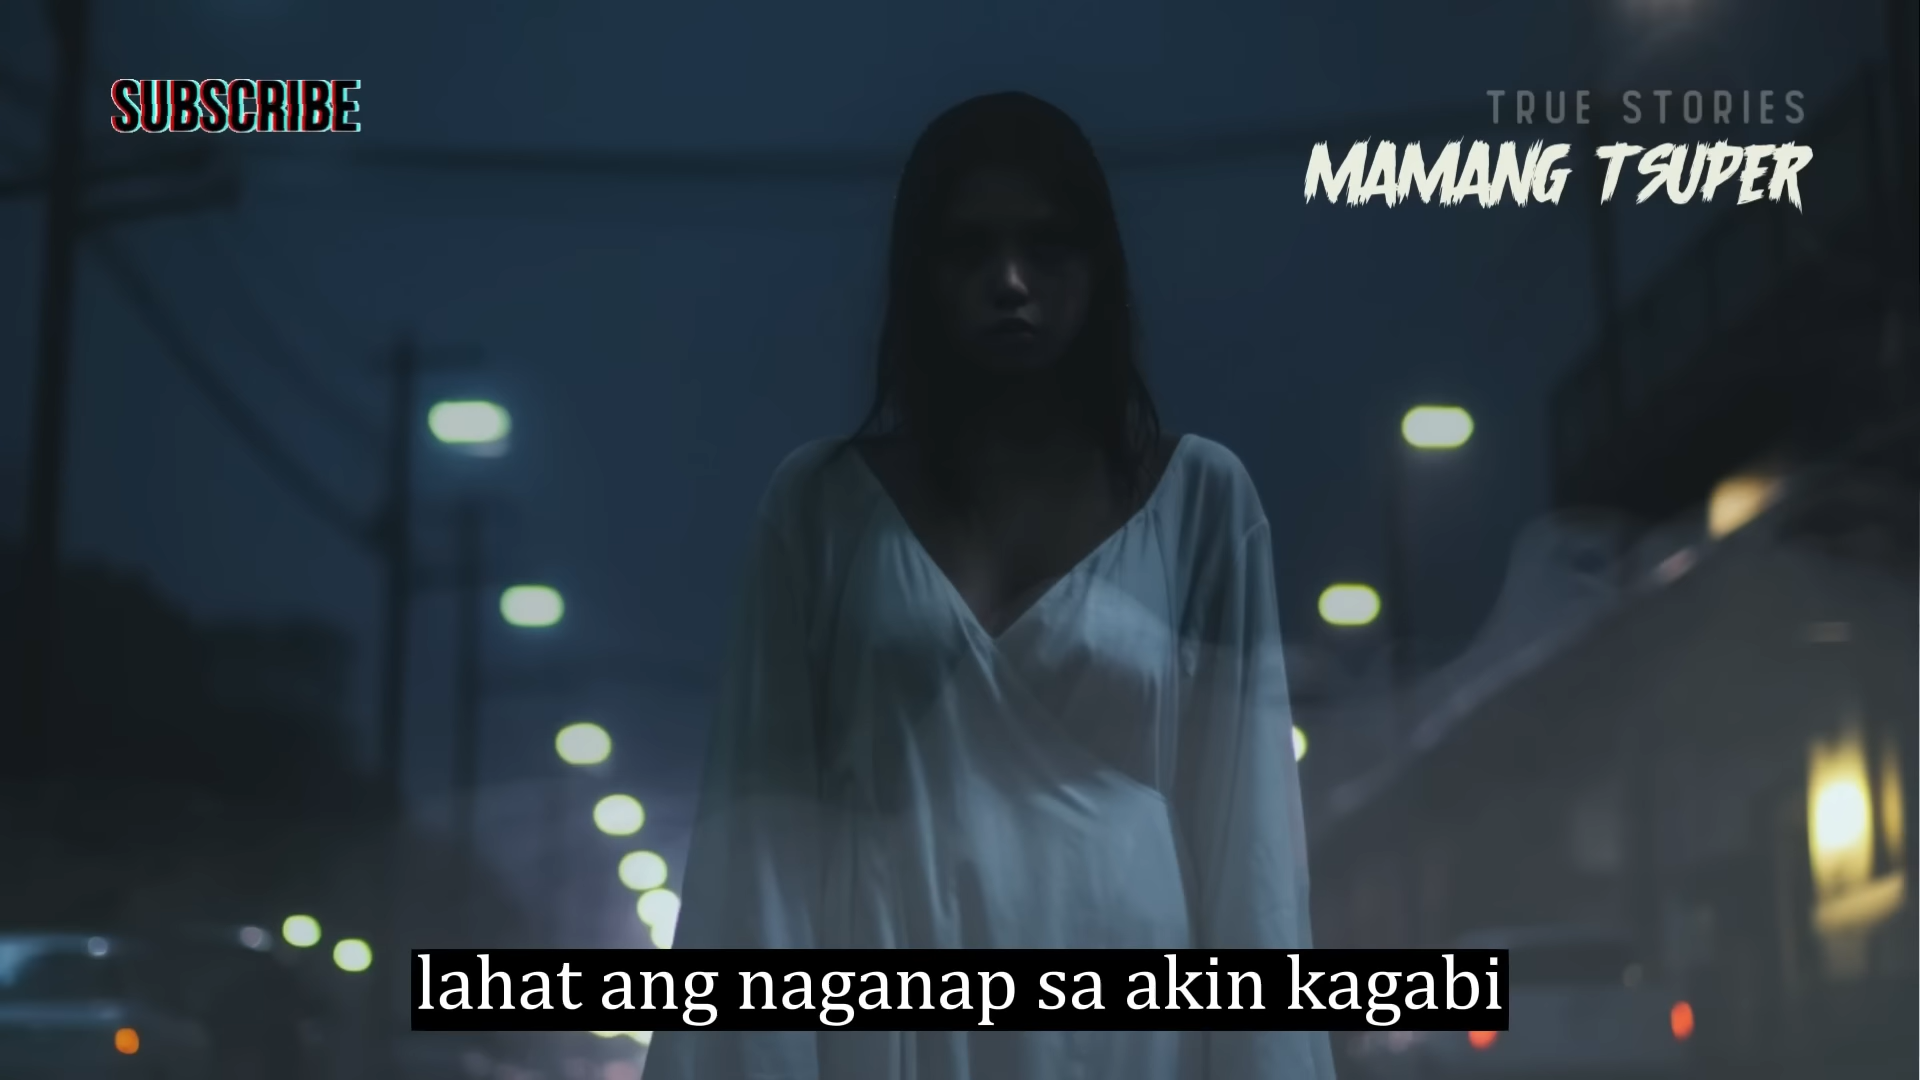 SUBSCRIBE
TRUE STORIES
MAMANG TSUPER
lahat ang naganap sa akin kagabi